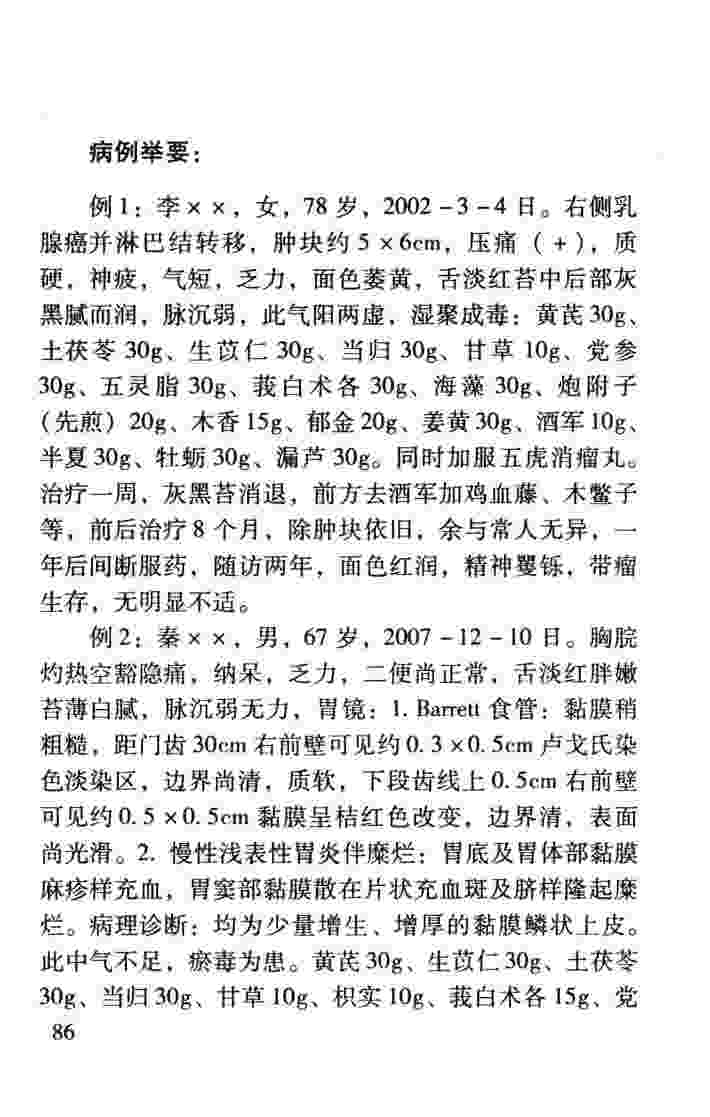 病例举要：
例1：李××，女，78岁，2002-3-4日。右侧乳
腺癌并淋巴结转移，肿块约5×6cm，压痛（+），质
硬，神疲，气短，乏力，面色萎黄，舌淡红苔中后部灰
黑腻而润，脉沉弱，此气阳两虚，湿聚成毒：黄芪30g、
土茯苓30g、生苡仁30g、当归30g、甘草10g、党参
30g、五灵脂30g、莪白术各30g、海藻30g、炮附子
（先煎）20g、木香15g、郁金20g、姜黄30g、酒军10g、
半夏30g、牡蛎30g、漏芦30g。同时加服五虎消瘤丸。
治疗一周，灰黑苔消退，前方去酒军加鸡血藤、木鳖子
等，前后治疗8个月，除肿块依旧，余与常人无异，一
年后间断服药，随访两年，面色红润，精神矍铄，带瘤
生存，无明显不适。
例2：秦××，男，67岁，2007-12-10日。胸脘
灼热空豁隐痛，纳呆，乏力，二便尚正常，舌淡红胖嫩
苔薄白腻，脉沉弱无力，胃镜：1. Barrett食管：黏膜稍
粗糙，距门齿30cm右前壁可见约0.3×0.5cm卢戈氏染
色淡染区，边界尚清，质软，下段齿线上0.5cm右前壁
可见约0.5×0.5cm黏膜呈桔红色改变，边界清，表面
尚光滑。2. 慢性浅表性胃炎伴糜烂：胃底及胃体部黏膜
麻疹样充血，胃窦部黏膜散在片状充血斑及脐样隆起糜
烂。病理诊断：均为少量增生、增厚的黏膜鳞状上皮。
此中气不足，瘀毒为患。黄芪30g、生苡仁30g、土茯苓
30g、当归30g、甘草10g、枳实10g、莪白术各15g、党
86